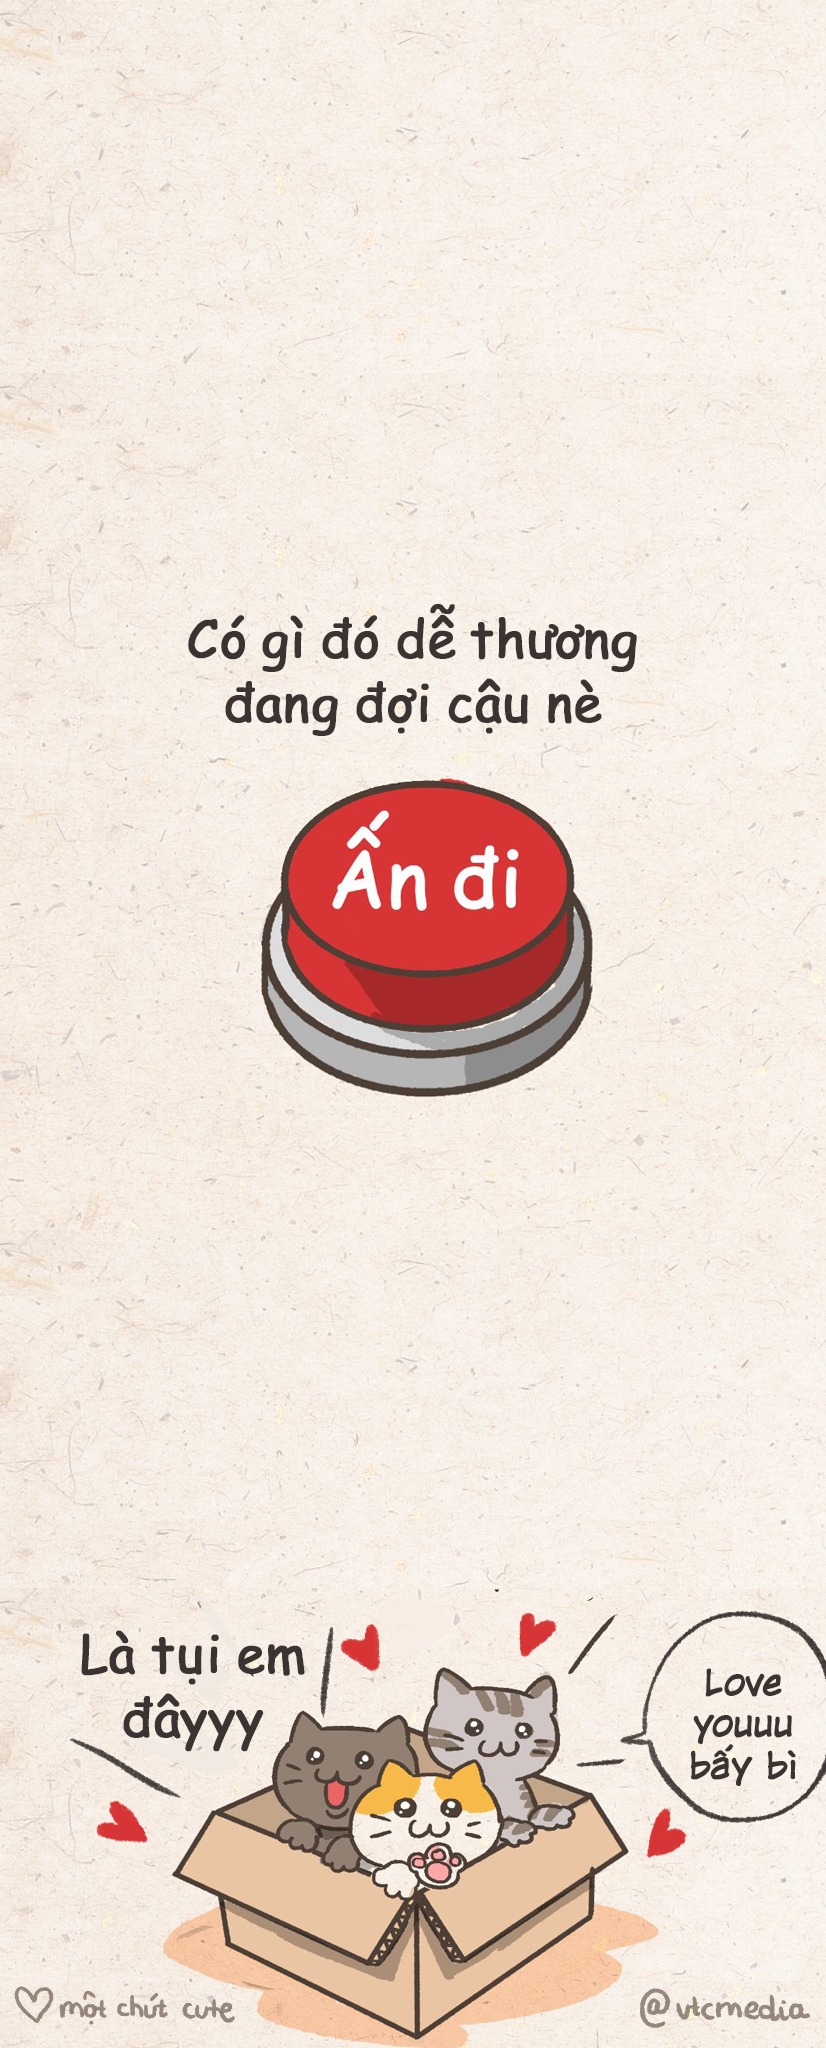 Có gì đó dễ thương
đang đợi cậu nè
Ấn đi
Là tụi em
đâyyy
Love
youuu
bấy bì
một chút cute
@vtcmedia